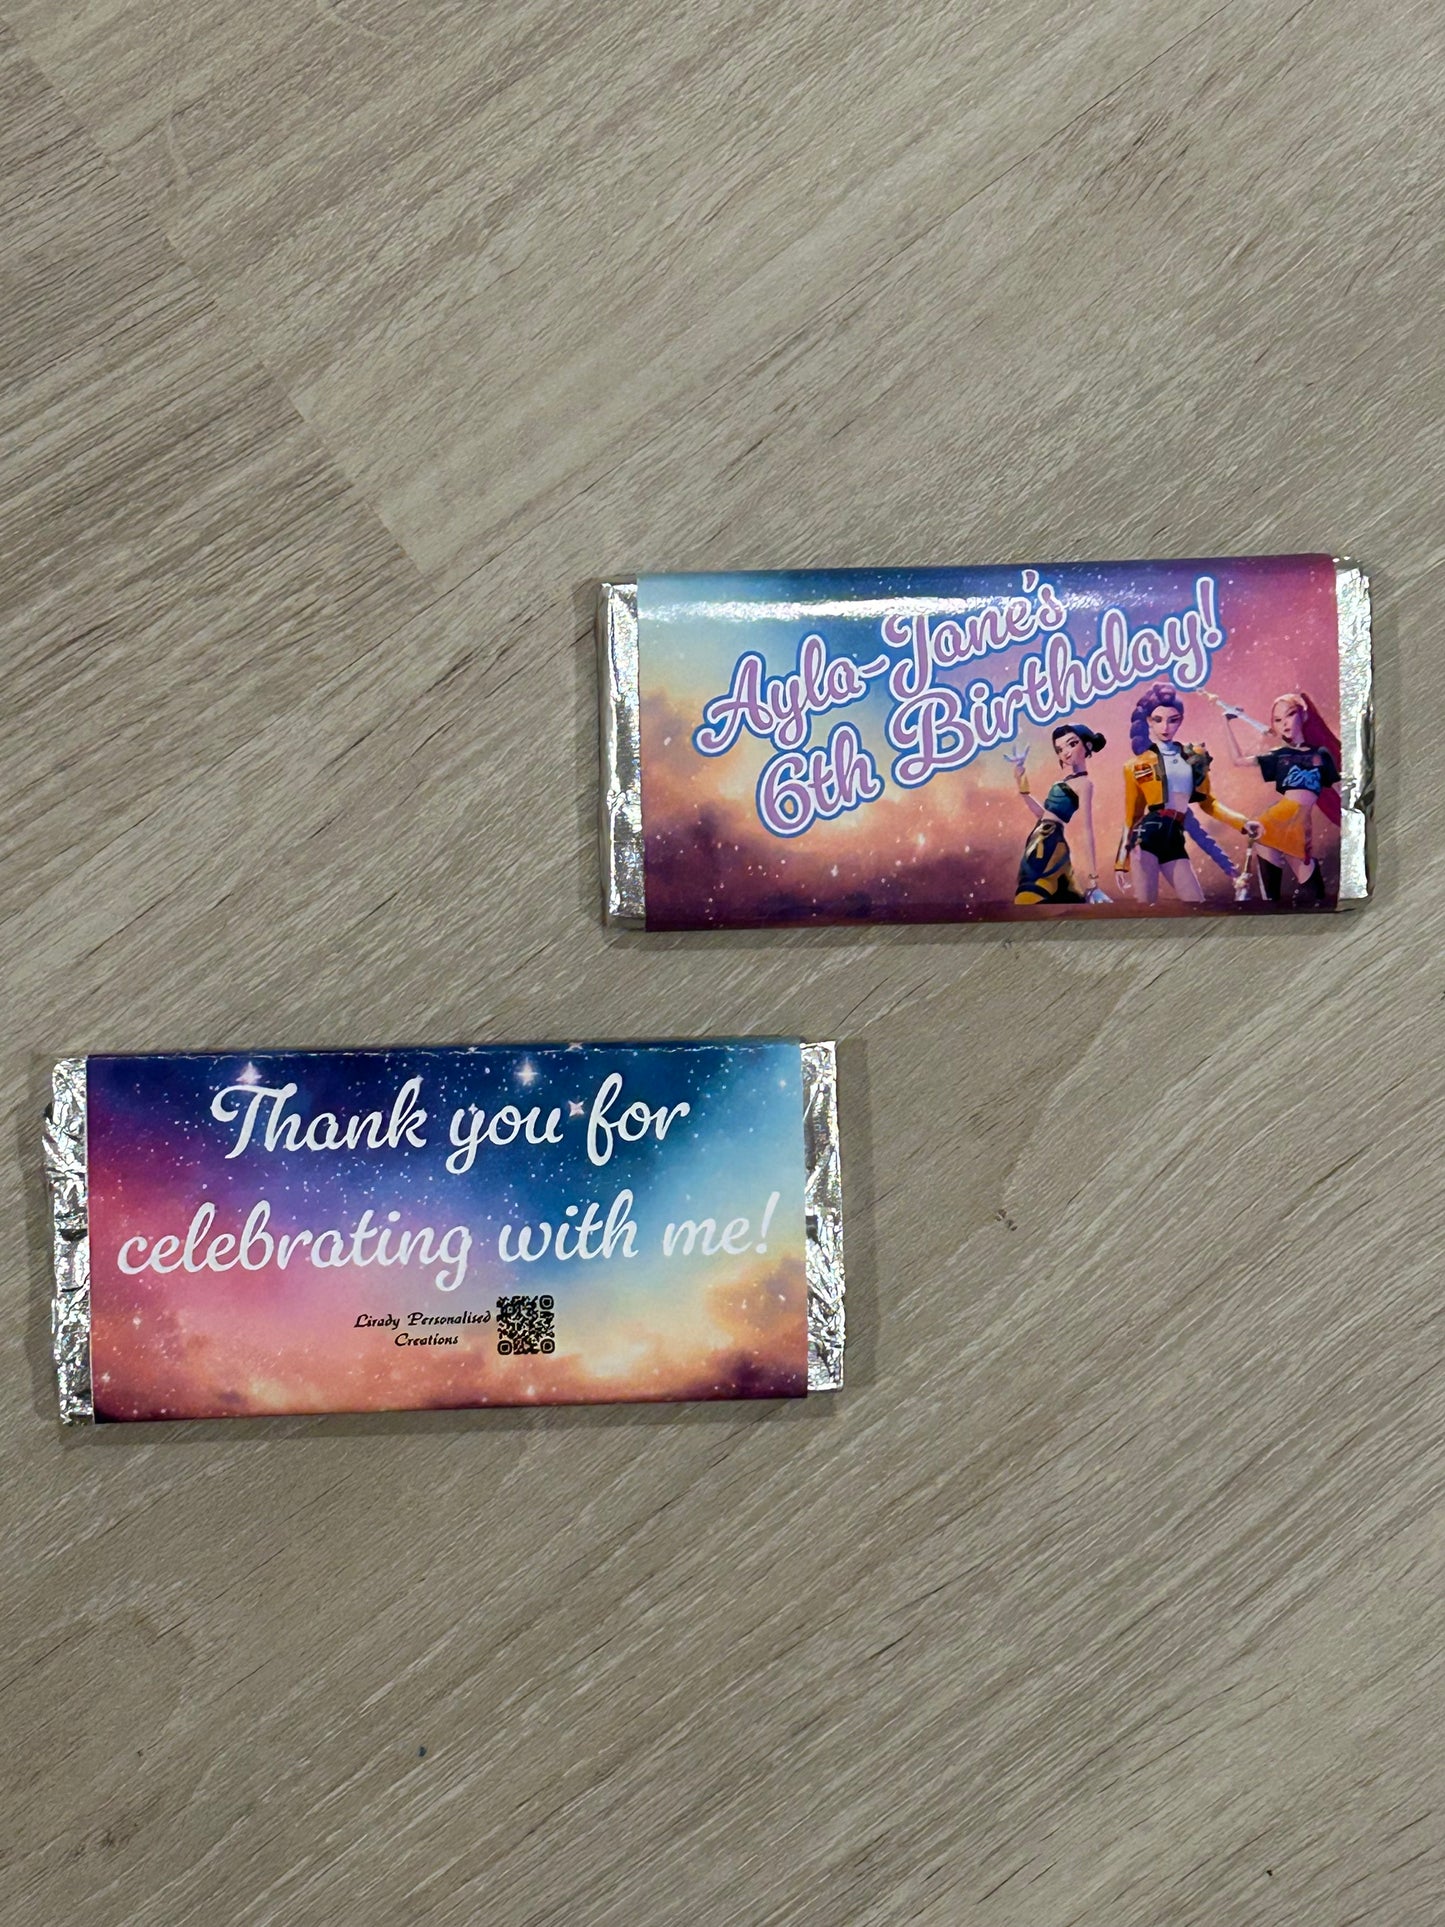 Ayla-Jane's
6th Birthday!
Thank you for
celebrating with me!
Lirady Personalised
Creations